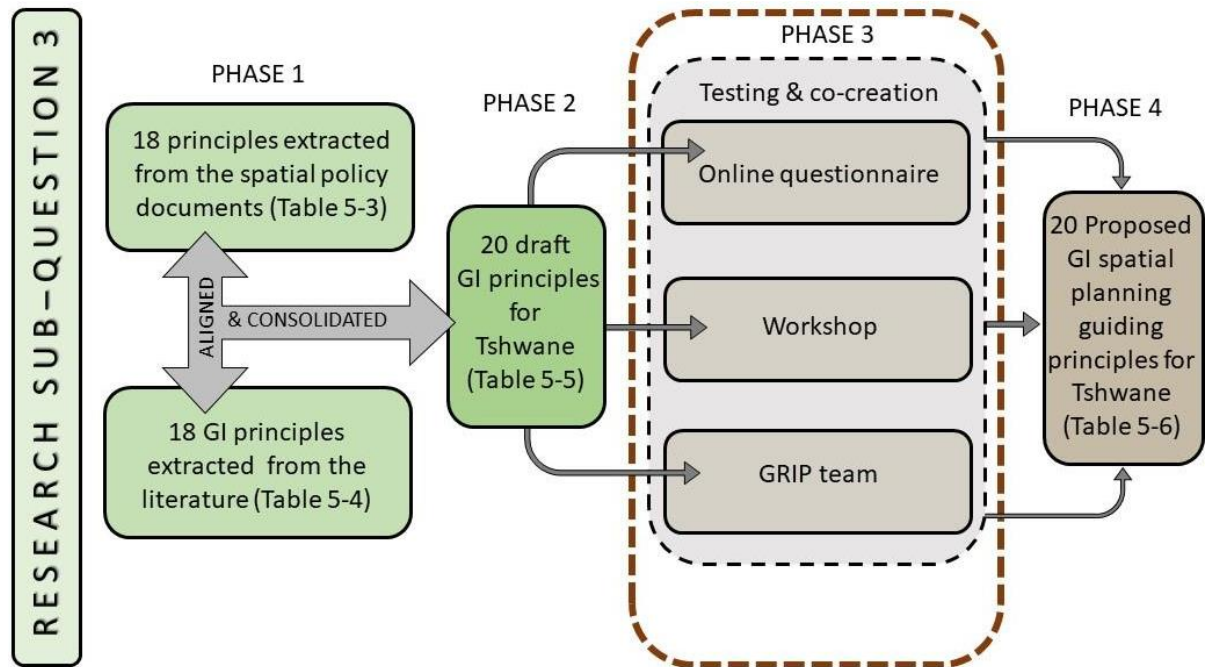 RESEARCH SUB-QUESTION 3
PHASE 1
18 principles extracted
from the spatial policy
documents (Table 5-3)
ALIGNED
& CONSOLIDATED
18 GI principles
extracted from the
literature (Table 5-4)
PHASE 2
20 draft
GI principles
for
Tshwane
(Table 5-5)
PHASE 3
Testing & co-creation
Online questionnaire
Workshop
GRIP team
PHASE 4
20 Proposed
GI spatial
planning
guiding
principles for
Tshwane
(Table 5-6)